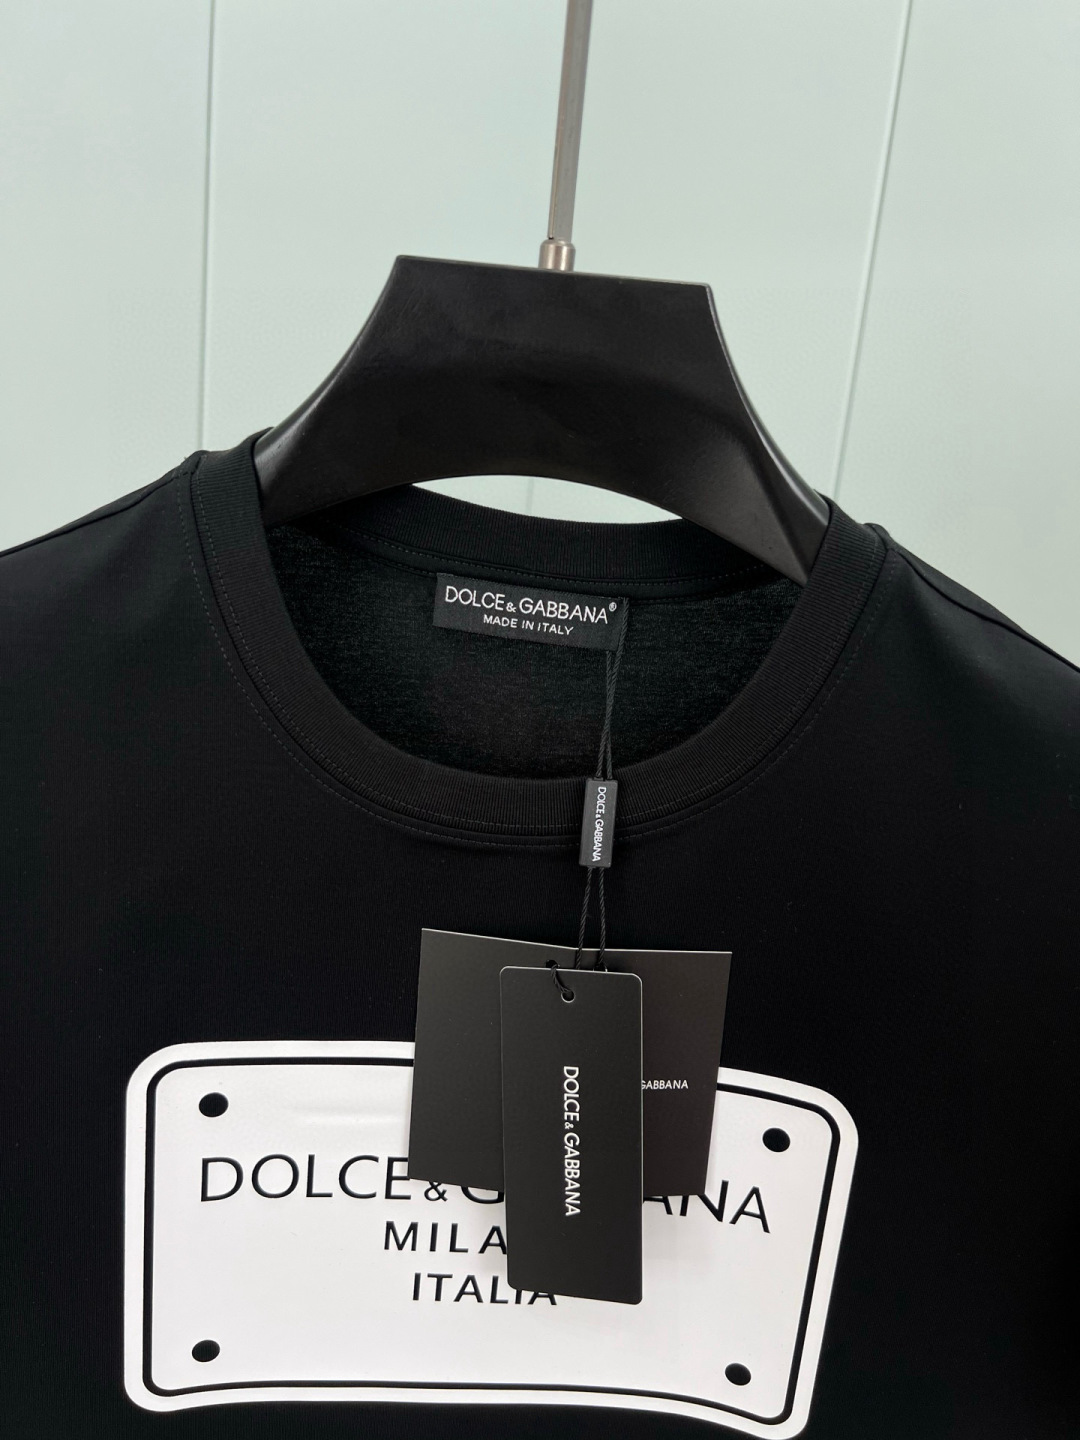 DOLCE & GABBANA®
MADE IN ITALY
DOLCE & GABBANA
GABBANA
DOLCE & GABBANA
DOLCE & G ANA
MILA
ITALIA